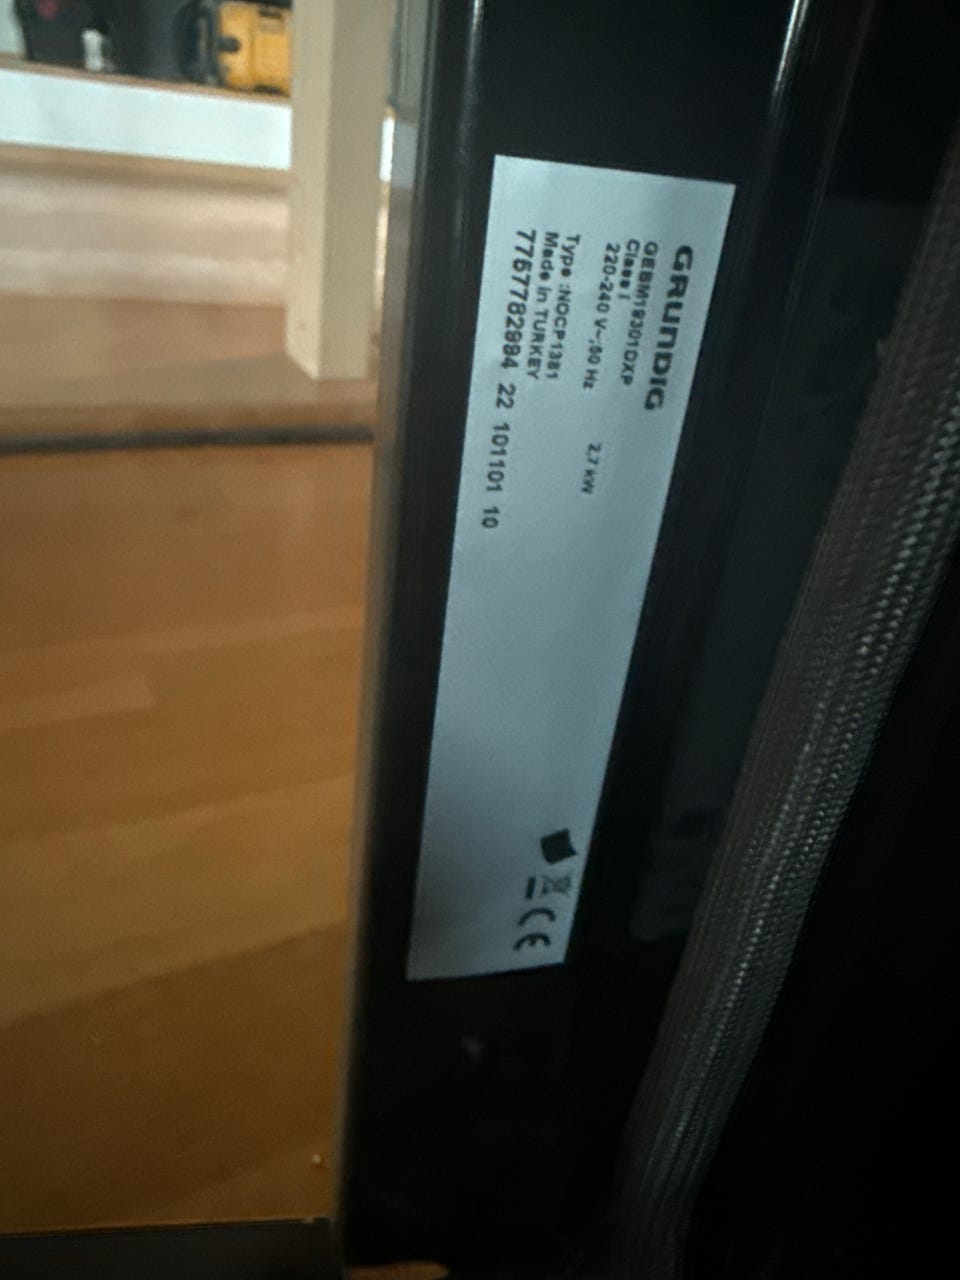 GRUNDIG
GEBM19301DXP
Class I
220-240 V~;50 Hz 2,7 kW
Type :NOCP1381
Made in TURKEY
7757782984 22 101101 10
CE